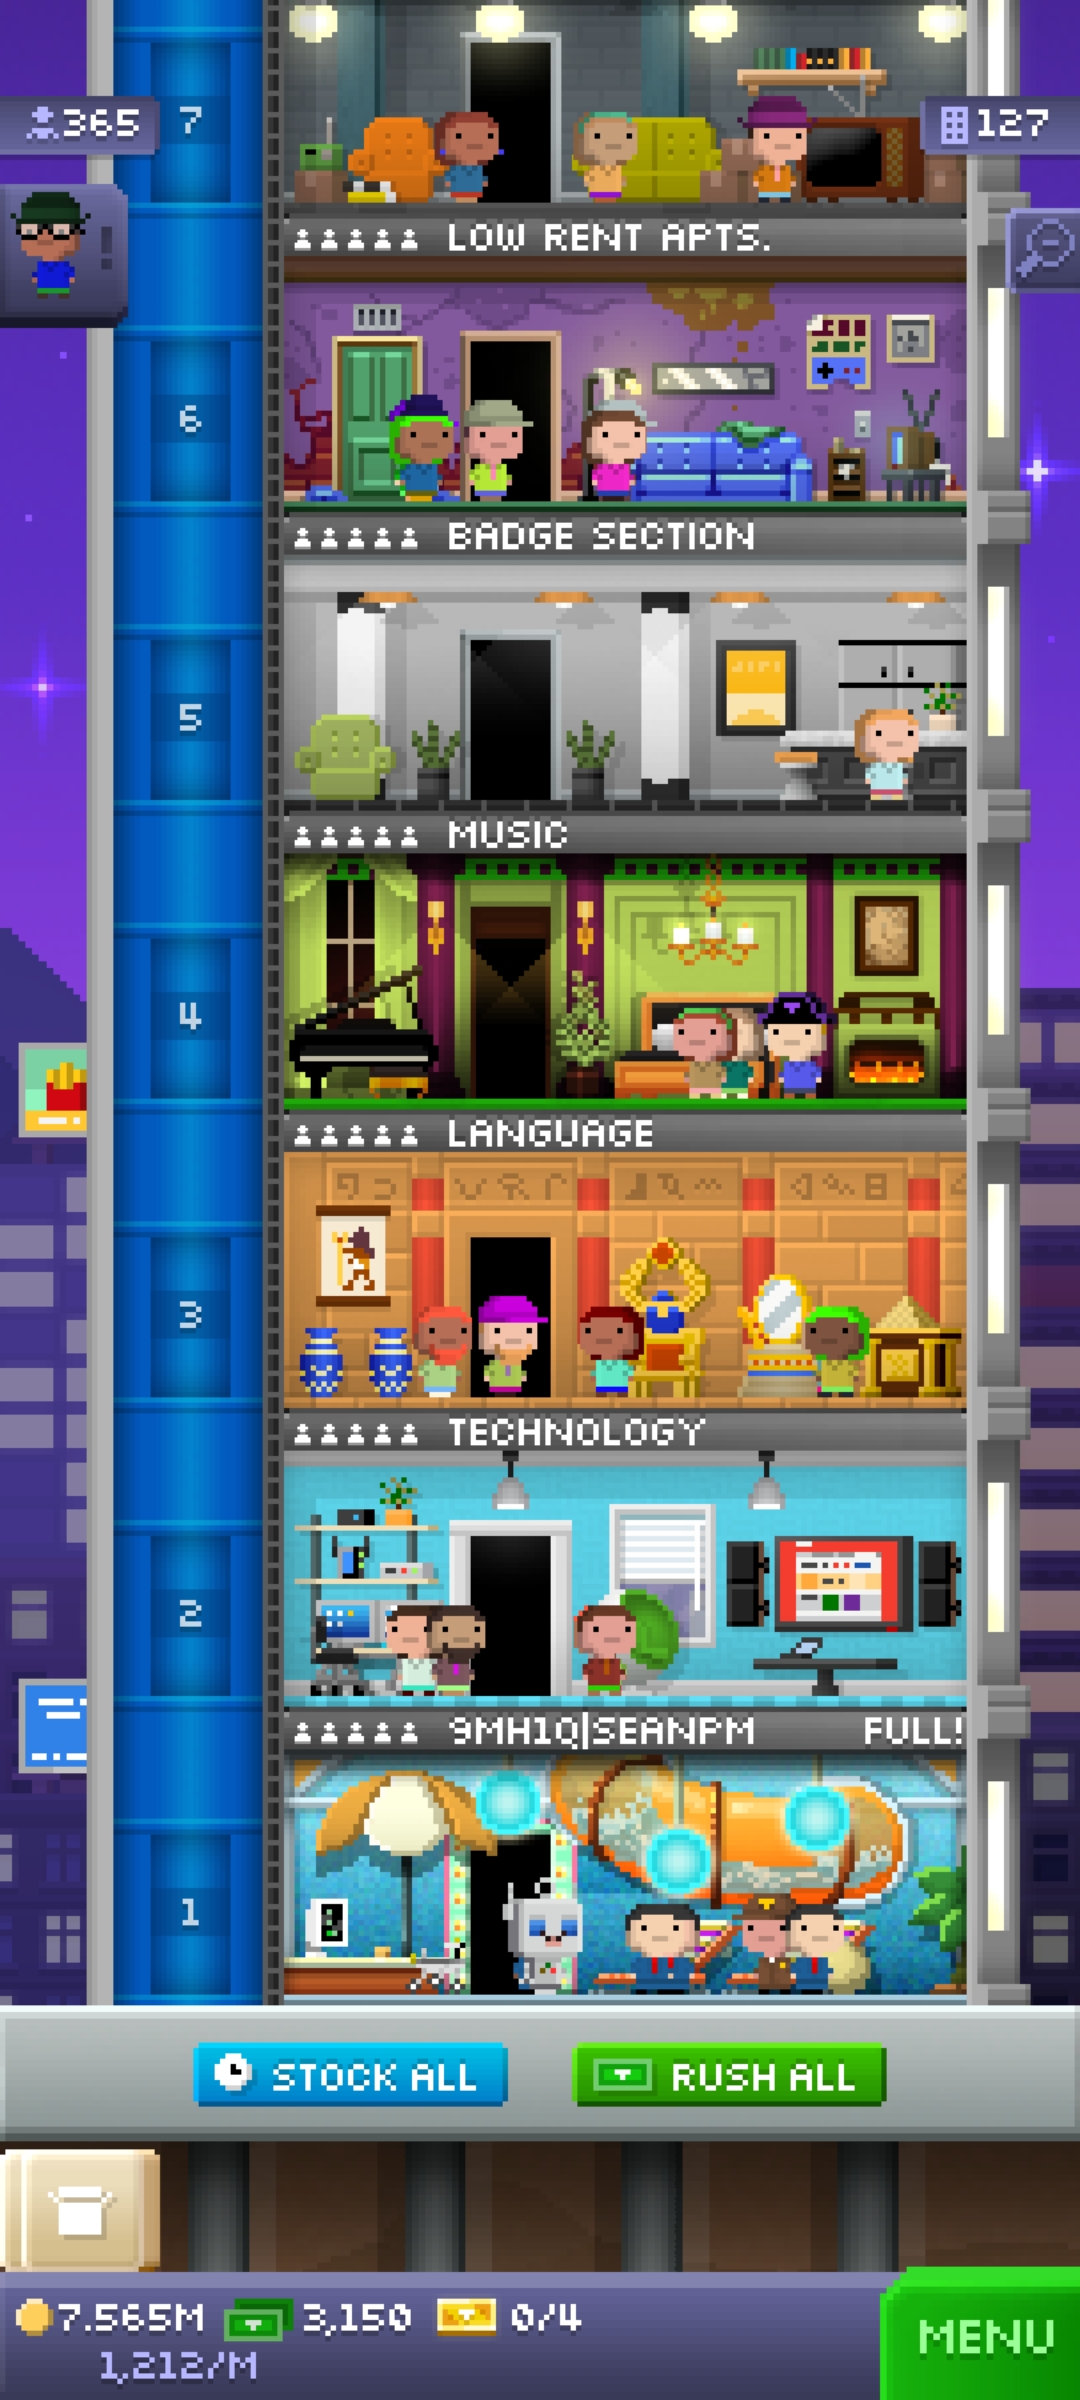 7
365
127
LOW RENT APTS.
6
BADGE SECTION
5
MUSIC
4
LANGUAGE
3
TECHNOLOGY
2
9MH1Q|SEANPM FULL!
1
STOCK ALL
RUSH ALL
7.565M 3,150 0/4
1,212/M
MENU